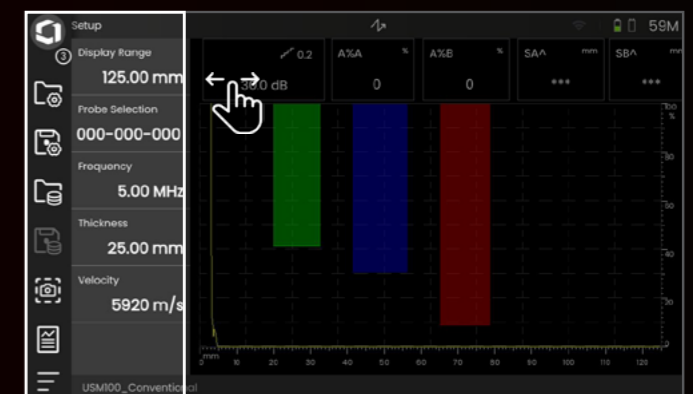 Setup
59M
3
Display Range
125.00 mm
Probe Selection
000-000-000
Frequency
5.00 MHz
Thickness
25.00 mm
Velocity
5920 m/s
0.2
dB
A%A %
0
A%B %
0
SA^ mm
***
SB^ mm
***
100
%
80
60
40
20
0
mm
10 20 30 40 50 60 70 80 90 100 110 120
USM100_Conventional